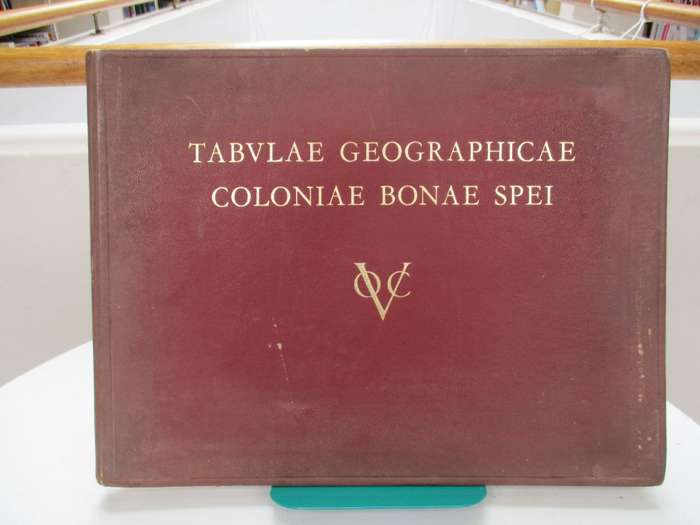 TABVLAE GEOGRAPHICAE
COLONIAE BONAE SPEI
VOC